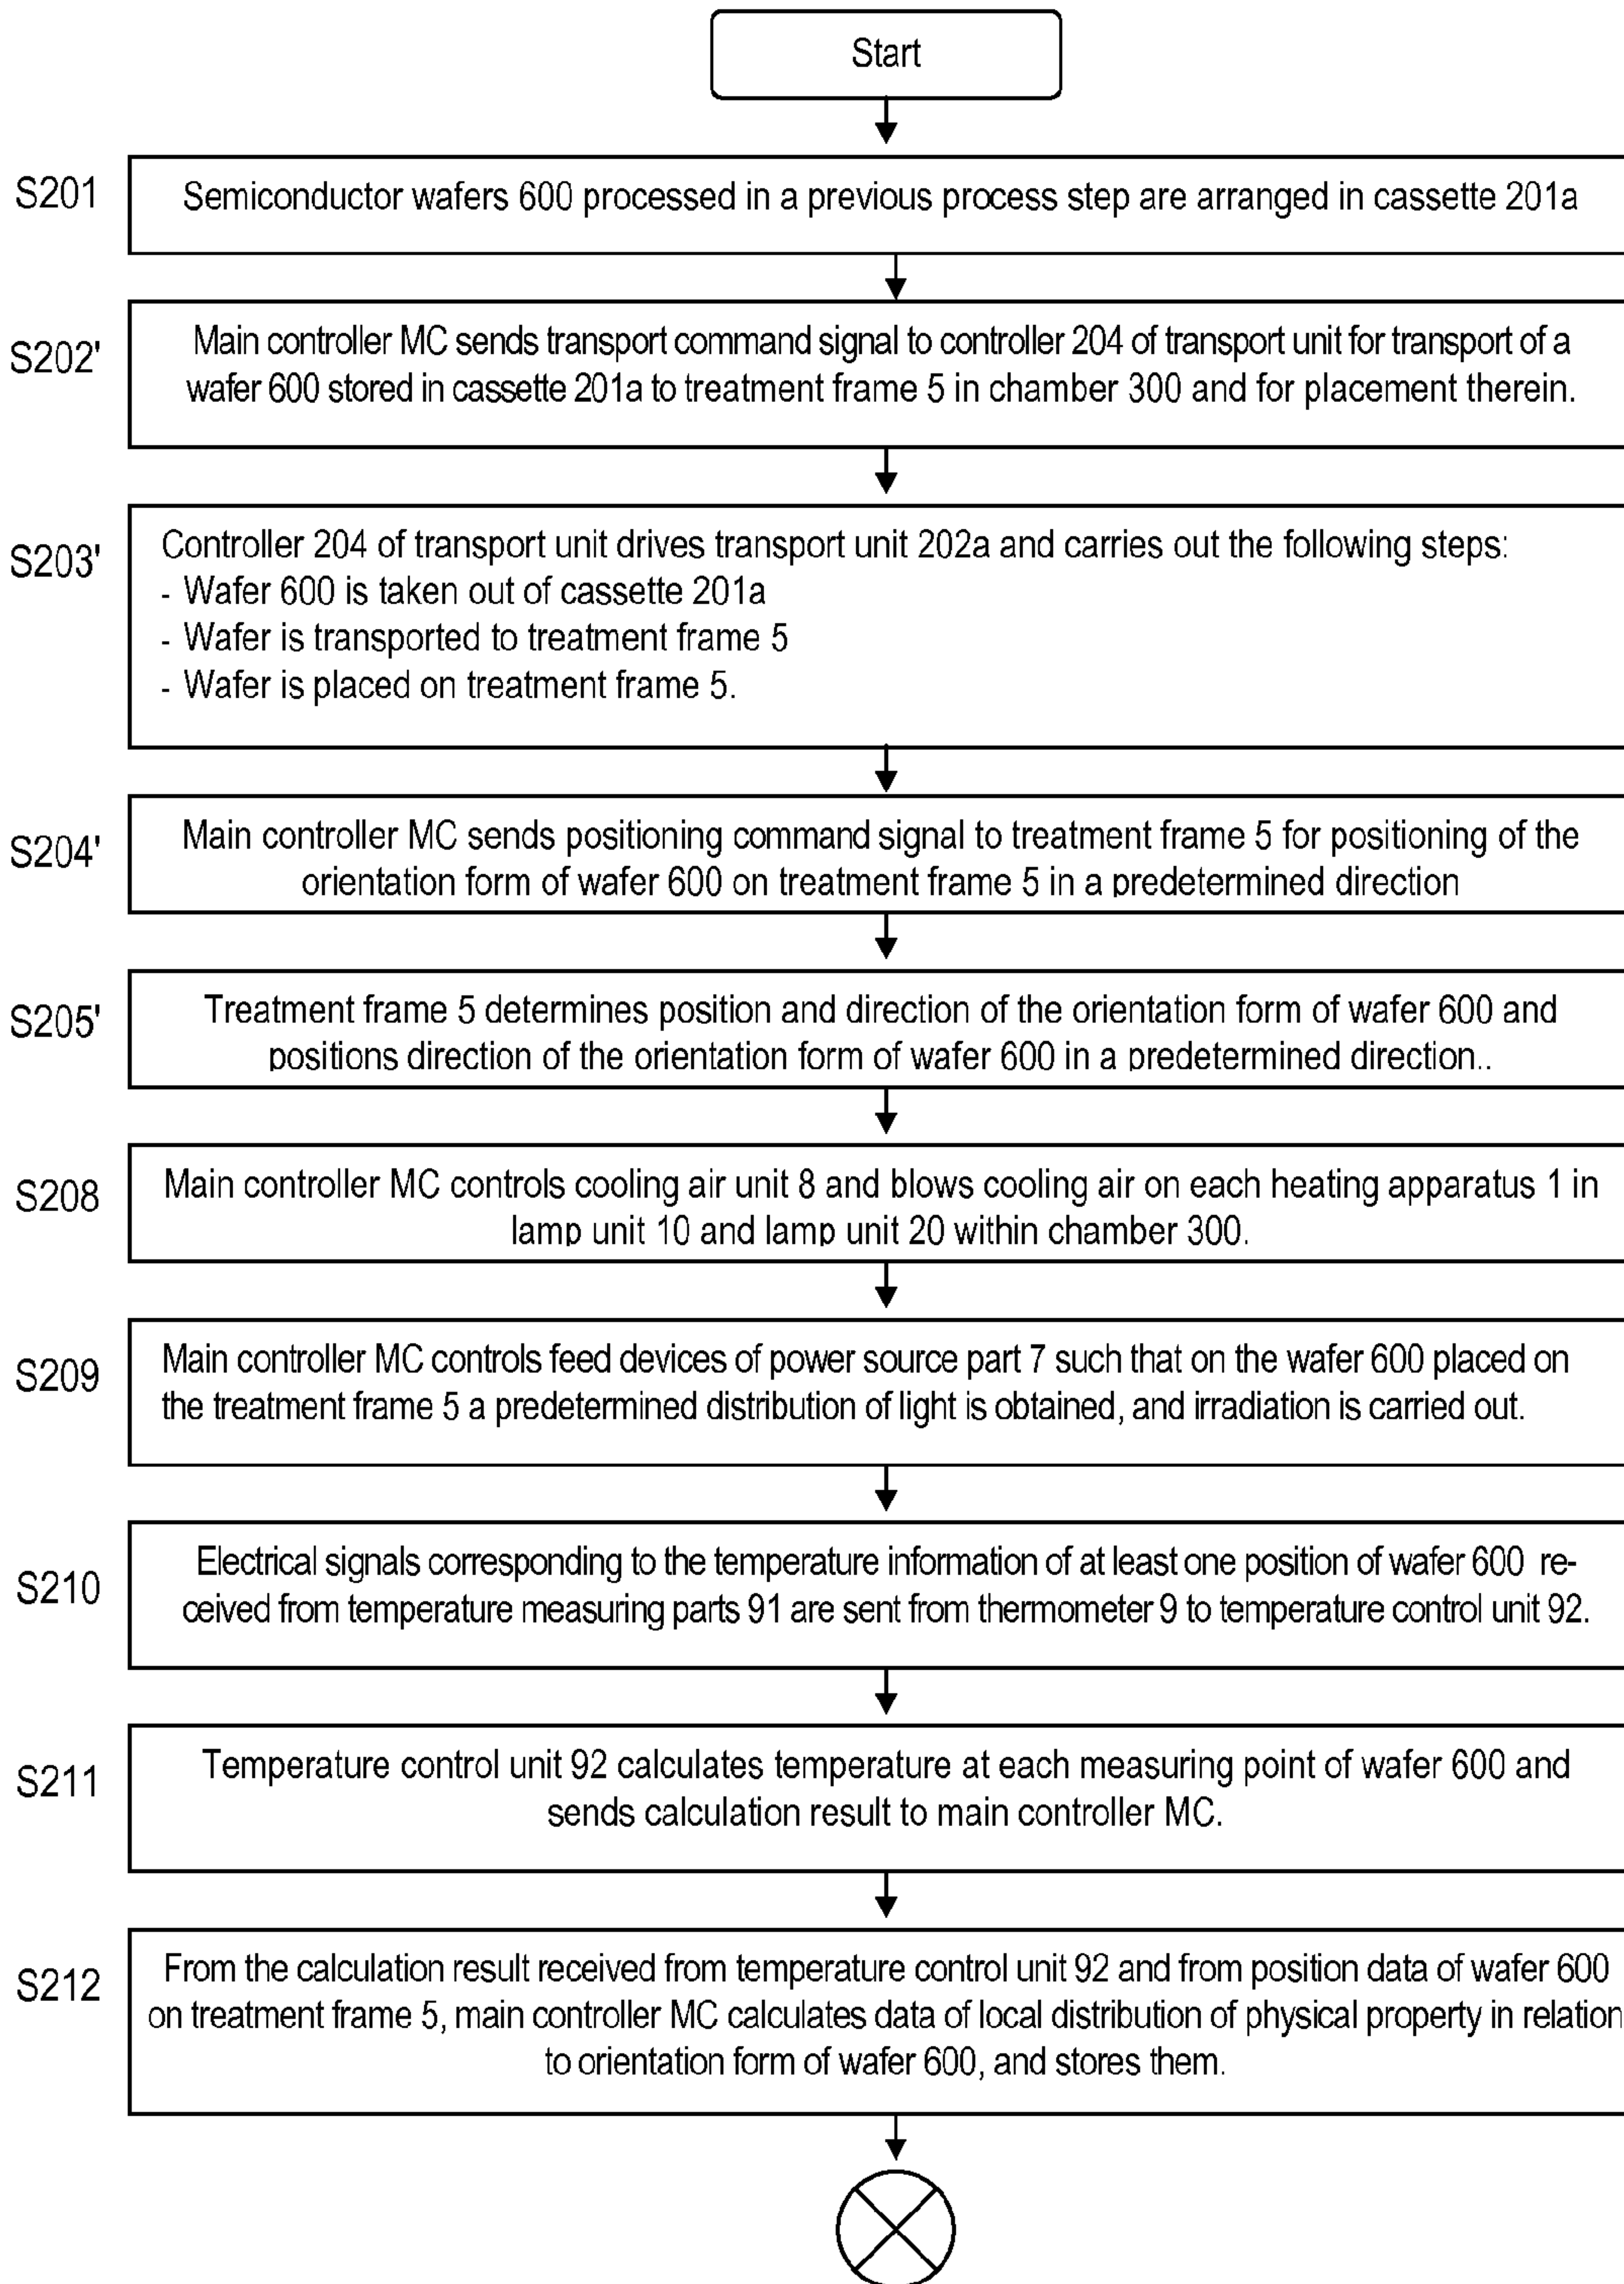 Start
S201
Semiconductor wafers 600 processed in a previous process step are arranged in cassette 201a
S202'
Main controller MC sends transport command signal to controller 204 of transport unit for transport of a
wafer 600 stored in cassette 201a to treatment frame 5 in chamber 300 and for placement therein.
S203'
Controller 204 of transport unit drives transport unit 202a and carries out the following steps:
- Wafer 600 is taken out of cassette 201a
- Wafer is transported to treatment frame 5
- Wafer is placed on treatment frame 5.
S204'
Main controller MC sends positioning command signal to treatment frame 5 for positioning of the
orientation form of wafer 600 on treatment frame 5 in a predetermined direction
S205'
Treatment frame 5 determines position and direction of the orientation form of wafer 600 and
positions direction of the orientation form of wafer 600 in a predetermined direction..
S208
Main controller MC controls cooling air unit 8 and blows cooling air on each heating apparatus 1 in
lamp unit 10 and lamp unit 20 within chamber 300.
S209
Main controller MC controls feed devices of power source part 7 such that on the wafer 600 placed on
the treatment frame 5 a predetermined distribution of light is obtained, and irradiation is carried out.
S210
Electrical signals corresponding to the temperature information of at least one position of wafer 600 re-
ceived from temperature measuring parts 91 are sent from thermometer 9 to temperature control unit 92.
S211
Temperature control unit 92 calculates temperature at each measuring point of wafer 600 and
sends calculation result to main controller MC.
S212
From the calculation result received from temperature control unit 92 and from position data of wafer 600
on treatment frame 5, main controller MC calculates data of local distribution of physical property in relation
to orientation form of wafer 600, and stores them.